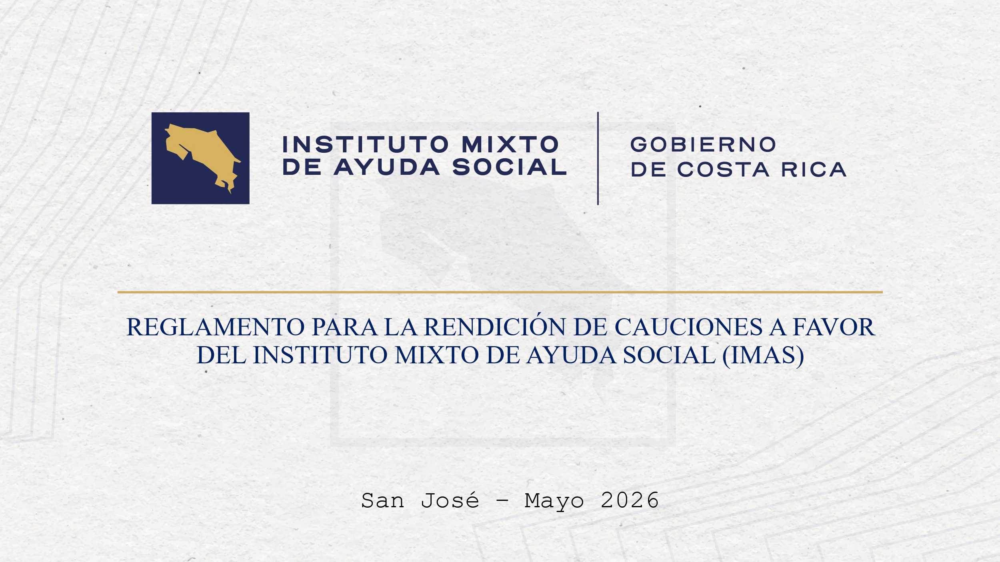 INSTITUTO MIXTO
DE AYUDA SOCIAL
GOBIERNO
DE COSTA RICA
REGLAMENTO PARA LA RENDICIÓN DE CAUCIONES A FAVOR
DEL INSTITUTO MIXTO DE AYUDA SOCIAL (IMAS)
San José – Mayo 2026